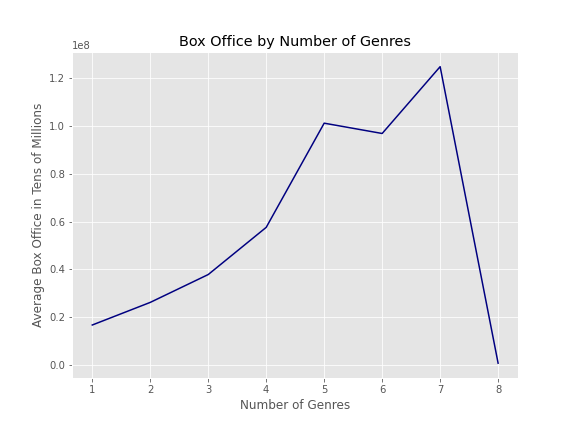 Box Office by Number of Genres
1e8
Average Box Office in Tens of Millions
1.2
1.0
0.8
0.6
0.4
0.2
0.0
1 2 3 4 5 6 7 8
Number of Genres